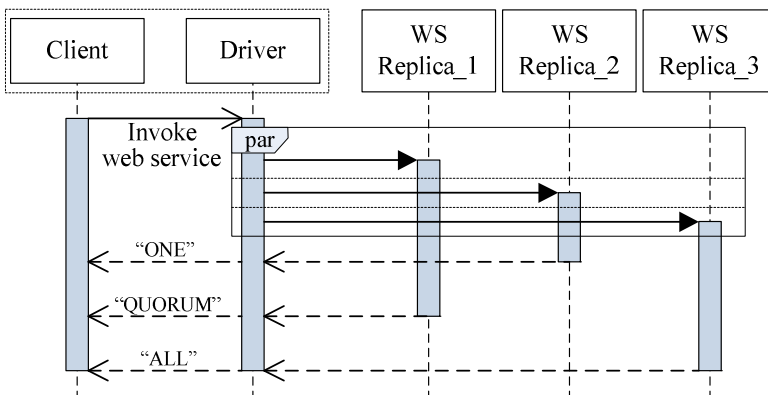 Client
Driver
WS
Replica_1
WS
Replica_2
WS
Replica_3
Invoke
web service
par
“ONE”
“QUORUM”
“ALL”